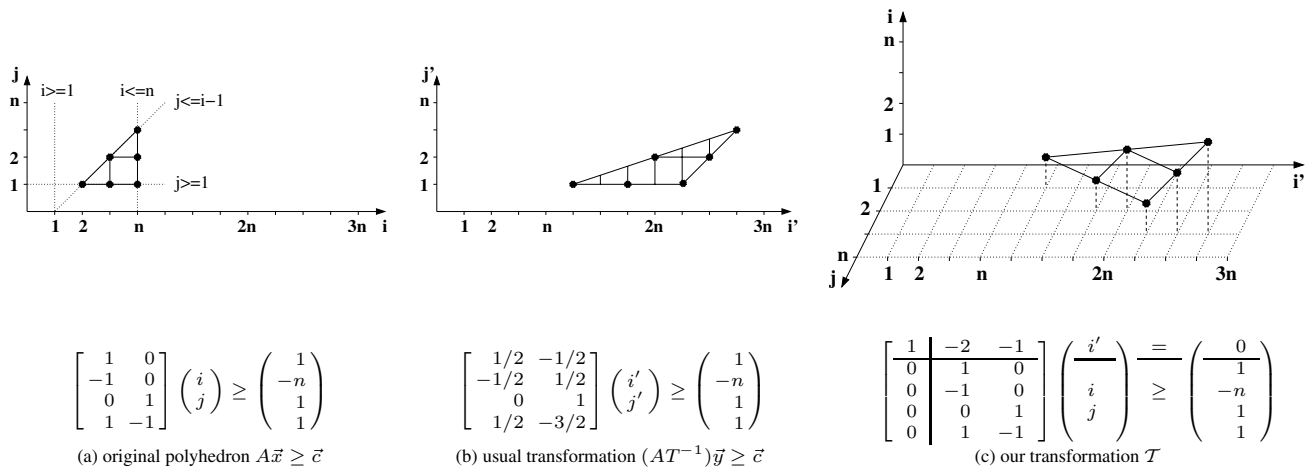 j
n
2
1
i>=1
i<=n
j<=i−1
j>=1
1 2 n 2n 3n i
j'
n
2
1
1 2 n 2n 3n i'
i
n
2
1
i'
1
2
n
j
1 2 n 2n 3n
[ 1 0 ]
[ −1 0 ]
[ 0 1 ]
[ 1 −1 ]
( i j ) ≥ ( 1 −n 1 1 )
(a) original polyhedron A\vec{x} ≥ \vec{c}
[ 1/2 −1/2 ]
[ −1/2 1/2 ]
[ 0 1 ]
[ 1/2 −3/2 ]
( i' j' ) ≥ ( 1 −n 1 1 )
(b) usual transformation (AT^{−1})\vec{y} ≥ \vec{c}
[ 1 | −2 −1 ] ( i' ) = ( 0 )
[ 0 | 1 0 ] ( 1 )
[ 0 | −1 0 ] ( i ) ≥ ( −n )
[ 0 | 0 1 ] ( j ) ( 1 )
[ 0 | 1 −1 ] ( 1 )
(c) our transformation 𝒯